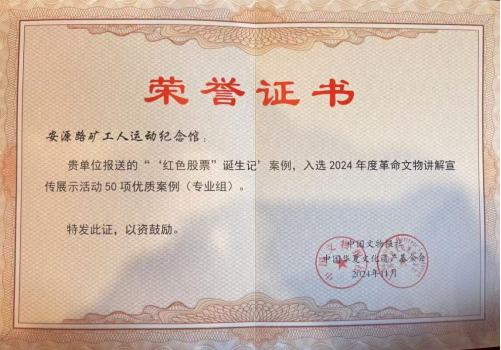 荣誉证书
安源路矿工人运动纪念馆：
贵单位报送的“‘红色股票”诞生记’案例，入选2024年度革命文物讲解宣
传展示活动50项优质案例（专业组）。
特发此证，以资鼓励。
中国文物报社
中国华夏文化遗产基金会
2024年11月